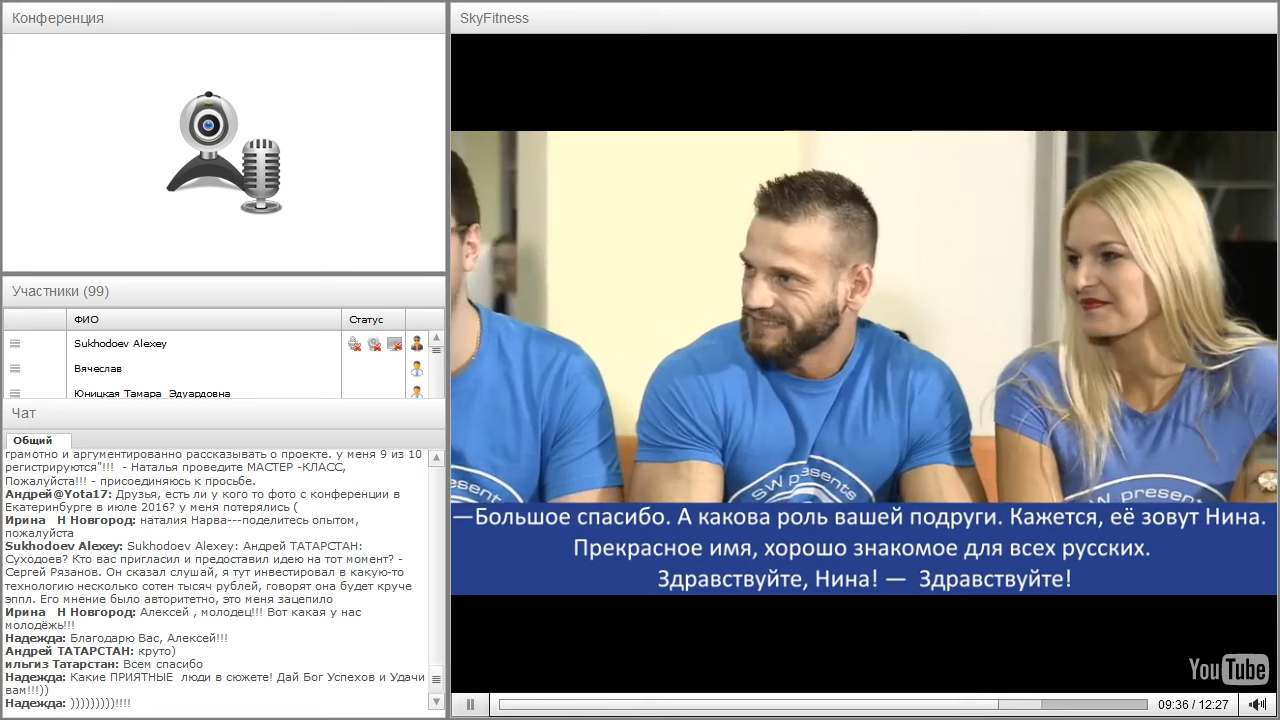 Конференция
SkyFitness
Участники (99)
ФИО
Статус
Sukhodoev Alexey
Вячеслав
Юницкая Тамара Эдуардовна
Чат
Общий
грамотно и аргументированно рассказывать о проекте. у меня 9 из 10
регистрируются"!!! - Наталья проведите МАСТЕР -КЛАСС,
Пожалуйста!!! - присоединяюсь к просьбе.
Андрей@Yota17: Друзья, есть ли у кого то фото с конференции в
Екатеринбурге в июле 2016? у меня потерялись (
Ирина Н Новгород: наталия Нарва---поделитесь опытом,
пожалуйста
Sukhodoev Alexey: Sukhodoev Alexey: Андрей ТАТАРСТАН:
Суходоев? Кто вас пригласил и предоставил идею на тот момент? -
Сергей Рязанов. Он сказал слушай, я тут инвестировал в какую-то
технологию несколько сотен тысяч рублей, говорят она будет круче
эппл. Его мнение было авторитетно, это меня зацепило
Ирина Н Новгород: Алексей , молодец!!! Вот какая у нас
молодёжь!!!
Надежда: Благодарю Вас, Алексей!!!
Андрей ТАТАРСТАН: круто)
ильгиз Татарстан: Всем спасибо
Надежда: Какие ПРИЯТНЫЕ люди в сюжете! Дай Бог Успехов и Удачи
вам!!!))
Надежда: )))))))))!!!!
SW presents
SW presents
—Большое спасибо. А какова роль вашей подруги. Кажется, её зовут Нина.
Прекрасное имя, хорошо знакомое для всех русских.
Здравствуйте, Нина! — Здравствуйте!
YouTube
09:36 / 12:27